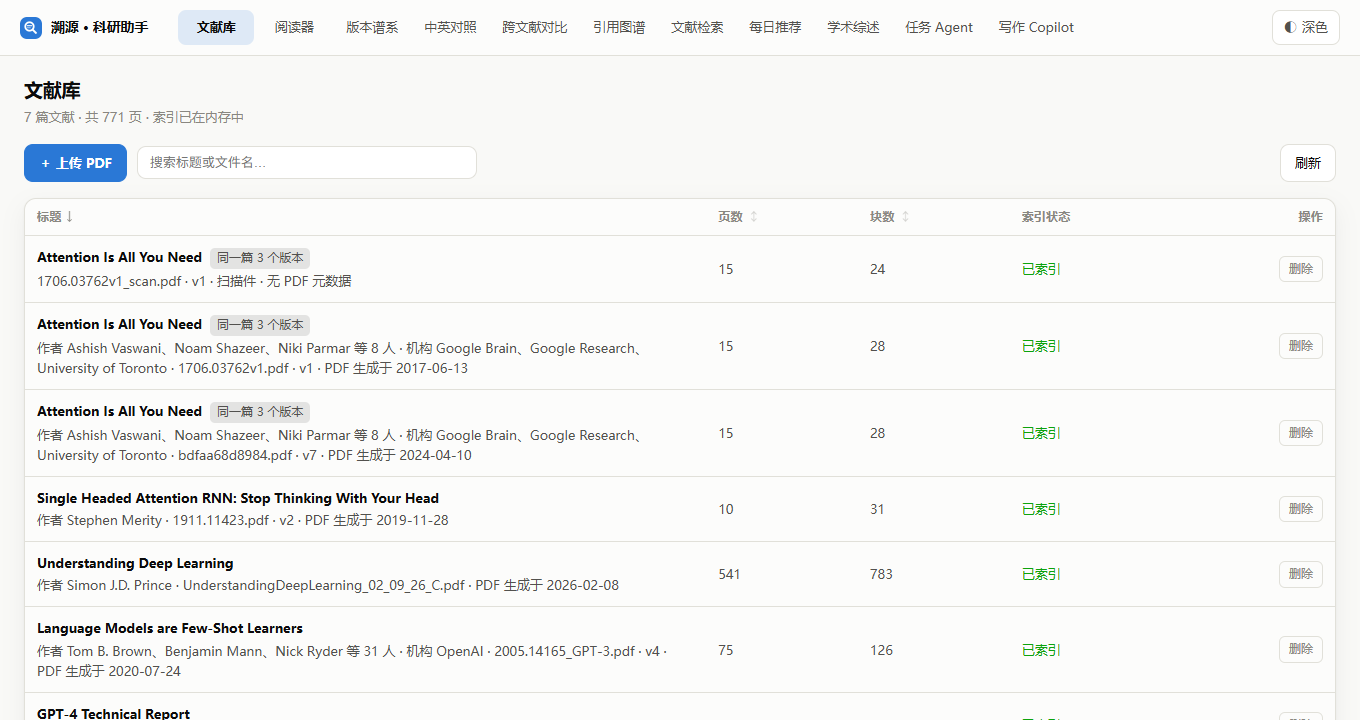 溯源 • 科研助手 文献库 阅读器 版本谱系 中英对照 跨文献对比 引用图谱 文献检索 每日推荐 学术综述 任务 Agent 写作 Copilot 深色
文献库
7 篇文献 · 共 771 页 · 索引已在内存中
+ 上传 PDF 搜索标题或文件名... 刷新
标题 ↓ 页数 ↕ 块数 ↕ 索引状态 操作
Attention Is All You Need 同一篇 3 个版本
1706.03762v1_scan.pdf · v1 · 扫描件 · 无 PDF 元数据
15 24 已索引 删除
Attention Is All You Need 同一篇 3 个版本
作者 Ashish Vaswani、Noam Shazeer、Niki Parmar 等 8 人 · 机构 Google Brain、Google Research、
University of Toronto · 1706.03762v1.pdf · v1 · PDF 生成于 2017-06-13
15 28 已索引 删除
Attention Is All You Need 同一篇 3 个版本
作者 Ashish Vaswani、Noam Shazeer、Niki Parmar 等 8 人 · 机构 Google Brain、Google Research、
University of Toronto · bdfaa68d8984.pdf · v7 · PDF 生成于 2024-04-10
15 28 已索引 删除
Single Headed Attention RNN: Stop Thinking With Your Head
作者 Stephen Merity · 1911.11423.pdf · v2 · PDF 生成于 2019-11-28
10 31 已索引 删除
Understanding Deep Learning
作者 Simon J.D. Prince · UnderstandingDeepLearning_02_09_26_C.pdf · PDF 生成于 2026-02-08
541 783 已索引 删除
Language Models are Few-Shot Learners
作者 Tom B. Brown、Benjamin Mann、Nick Ryder 等 31 人 · 机构 OpenAI · 2005.14165_GPT-3.pdf · v4 ·
PDF 生成于 2020-07-24
75 126 已索引 删除
GPT-4 Technical Report